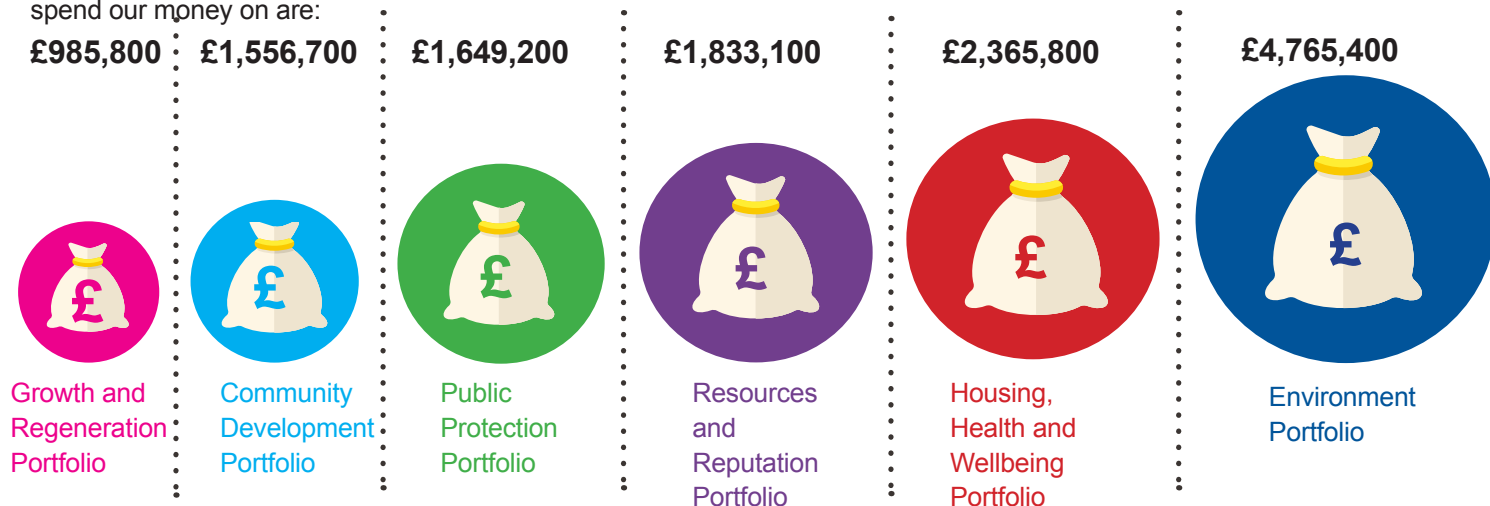 spend our money on are:
£985,800
£1,556,700
£1,649,200
£1,833,100
£2,365,800
£4,765,400
£
£
£
£
£
£
Growth and
Regeneration
Portfolio
Community
Development
Portfolio
Public
Protection
Portfolio
Resources
and
Reputation
Portfolio
Housing,
Health and
Wellbeing
Portfolio
Environment
Portfolio